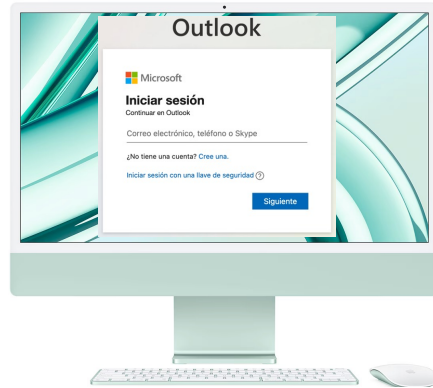 Outlook
Microsoft
Iniciar sesión
Continuar en Outlook
Correo electrónico, teléfono o Skype
¿No tiene una cuenta? Cree una.
Iniciar sesión con una llave de seguridad ?
Siguiente